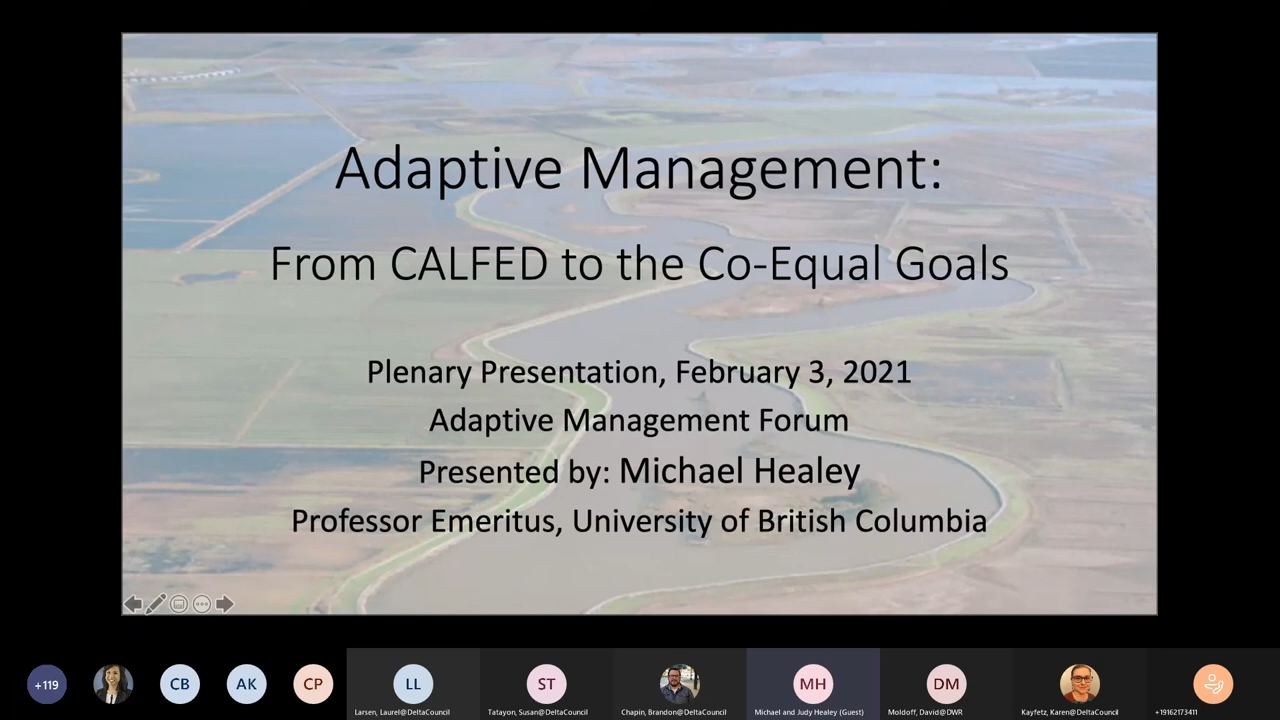 Adaptive Management:
From CALFED to the Co-Equal Goals
Plenary Presentation, February 3, 2021
Adaptive Management Forum
Presented by: Michael Healey
Professor Emeritus, University of British Columbia
+119
CB
AK
CP
LL
ST
MH
DM
Larsen, Laurel@DeltaCouncil
Tatayon, Susan@DeltaCouncil
Chapin, Brandon@DeltaCouncil
Michael and Judy Healey (Guest)
Moldoff, David@DWR
Kayfetz, Karen@DeltaCouncil
+19162173411